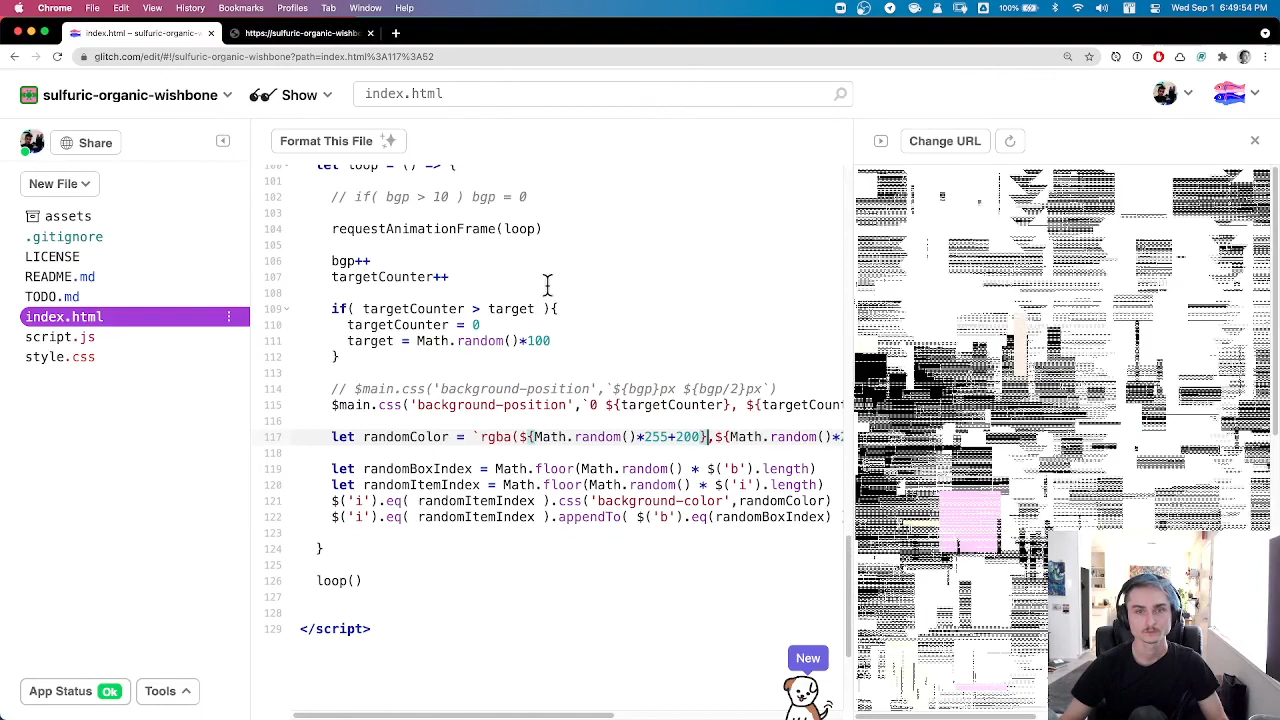 Chrome File Edit View History Bookmarks Profiles Tab Window Help 100% Wed Sep 1 6:49:54 PM
index.html – sulfuric-organic-w × https://sulfuric-organic-wishbo × +
glitch.com/edit/#!/sulfuric-organic-wishbone?path=index.html%3A117%3A52
sulfuric-organic-wishbone Show index.html
Share Format This File Change URL
New File
assets
.gitignore
LICENSE
README.md
TODO.md
index.html
script.js
style.css
100 let loop = () => {
101
102 // if( bgp > 10 ) bgp = 0
103
104 requestAnimationFrame(loop)
105
106 bgp++
107 targetCounter++
108
109 if( targetCounter > target ){
110 targetCounter = 0
111 target = Math.random()*100
112 }
113
114 // $main.css('background-position',`${bgp}px ${bgp/2}px`)
115 $main.css('background-position',`0 ${targetCounter}, ${targetCount
116
117 let randomColor = `rgba(${Math.random()*255+200},${Math.random()*2
118
119 let randomBoxIndex = Math.floor(Math.random() * $('b').length)
120 let randomItemIndex = Math.floor(Math.random() * $('i').length)
121 $('i').eq( randomItemIndex ).css('background-color',randomColor)
122 $('i').eq( randomItemIndex ).appendTo( $('b').eq(randomBoxIndex) )
123
124 }
125
126 loop()
127
128
129 </script>
New
App Status Ok Tools